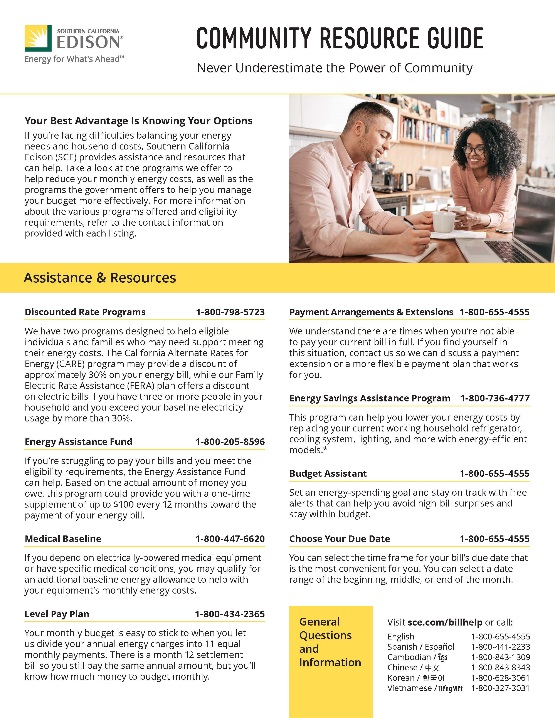 SOUTHERN CALIFORNIA
EDISON®
Energy for What's Ahead℠
COMMUNITY RESOURCE GUIDE
Never Underestimate the Power of Community
Your Best Advantage Is Knowing Your Options
If you're facing difficulties balancing your energy
needs and household costs, Southern California
Edison (SCE) provides assistance and resources that
can help. Take a look at the programs we offer to
help reduce your monthly energy costs, as well as the
programs the government offers to help you manage
your budget more effectively. For more information
about the various programs offered and eligibility
requirements, refer to the contact information
provided with each listing.
Assistance & Resources
Discounted Rate Programs 1-800-798-5723
We have two programs designed to help eligible
individuals and families who may need support meeting
their energy costs. The California Alternate Rates for
Energy (CARE) program may provide a discount of
approximately 30% on your energy bill, while our Family
Electric Rate Assistance (FERA) plan offers a discount
on electric bills if you have three or more people in your
household and you exceed your baseline electricity
usage by more than 30%.
Energy Assistance Fund 1-800-205-8596
If you're struggling to pay your bills and you meet the
eligibility requirements, the Energy Assistance Fund
can help. Based on the actual amount of money you
owe, this program could provide you with a one-time
supplement of up to $100 every 12 months toward the
payment of your energy bill.
Medical Baseline 1-800-447-6620
If you depend on electrically-powered medical equipment
or have specific medical conditions, you may qualify for
an additional baseline energy allowance to help with
your equipment's monthly energy costs.
Level Pay Plan 1-800-434-2365
Your monthly budget is easy to stick to when you let
us divide your annual energy charges into 11 equal
monthly payments. There is a month 12 settlement
bill so you still pay the same annual amount, but you'll
know how much money to budget monthly.
Payment Arrangements & Extensions 1-800-655-4555
We understand there are times when you're not able
to pay your current bill in full. If you find yourself in
this situation, contact us so we can discuss a payment
extension or a more flexible payment plan that works
for you.
Energy Savings Assistance Program 1-800-736-4777
This program can help you lower your energy costs by
replacing your current working household refrigerator,
cooling system, lighting, and more with energy-efficient
models.*
Budget Assistant 1-800-655-4555
Set an energy-spending goal and stay on track with free
alerts that can help you avoid high bill surprises and
stay within budget.
Choose Your Due Date 1-800-655-4555
You can select the time frame for your bill's due date that
is the most convenient for you. You can select a date
range of the beginning, middle, or end of the month.
General
Questions
and
Information
Visit sce.com/billhelp or call:
English 1-800-655-4555
Spanish / Español 1-800-441-2233
Cambodian / ខ្មែរ 1-800-843-1309
Chinese / 中文 1-800-843-8343
Korean / 한국어 1-800-628-3061
Vietnamese / Tiếng Việt 1-800-327-3031